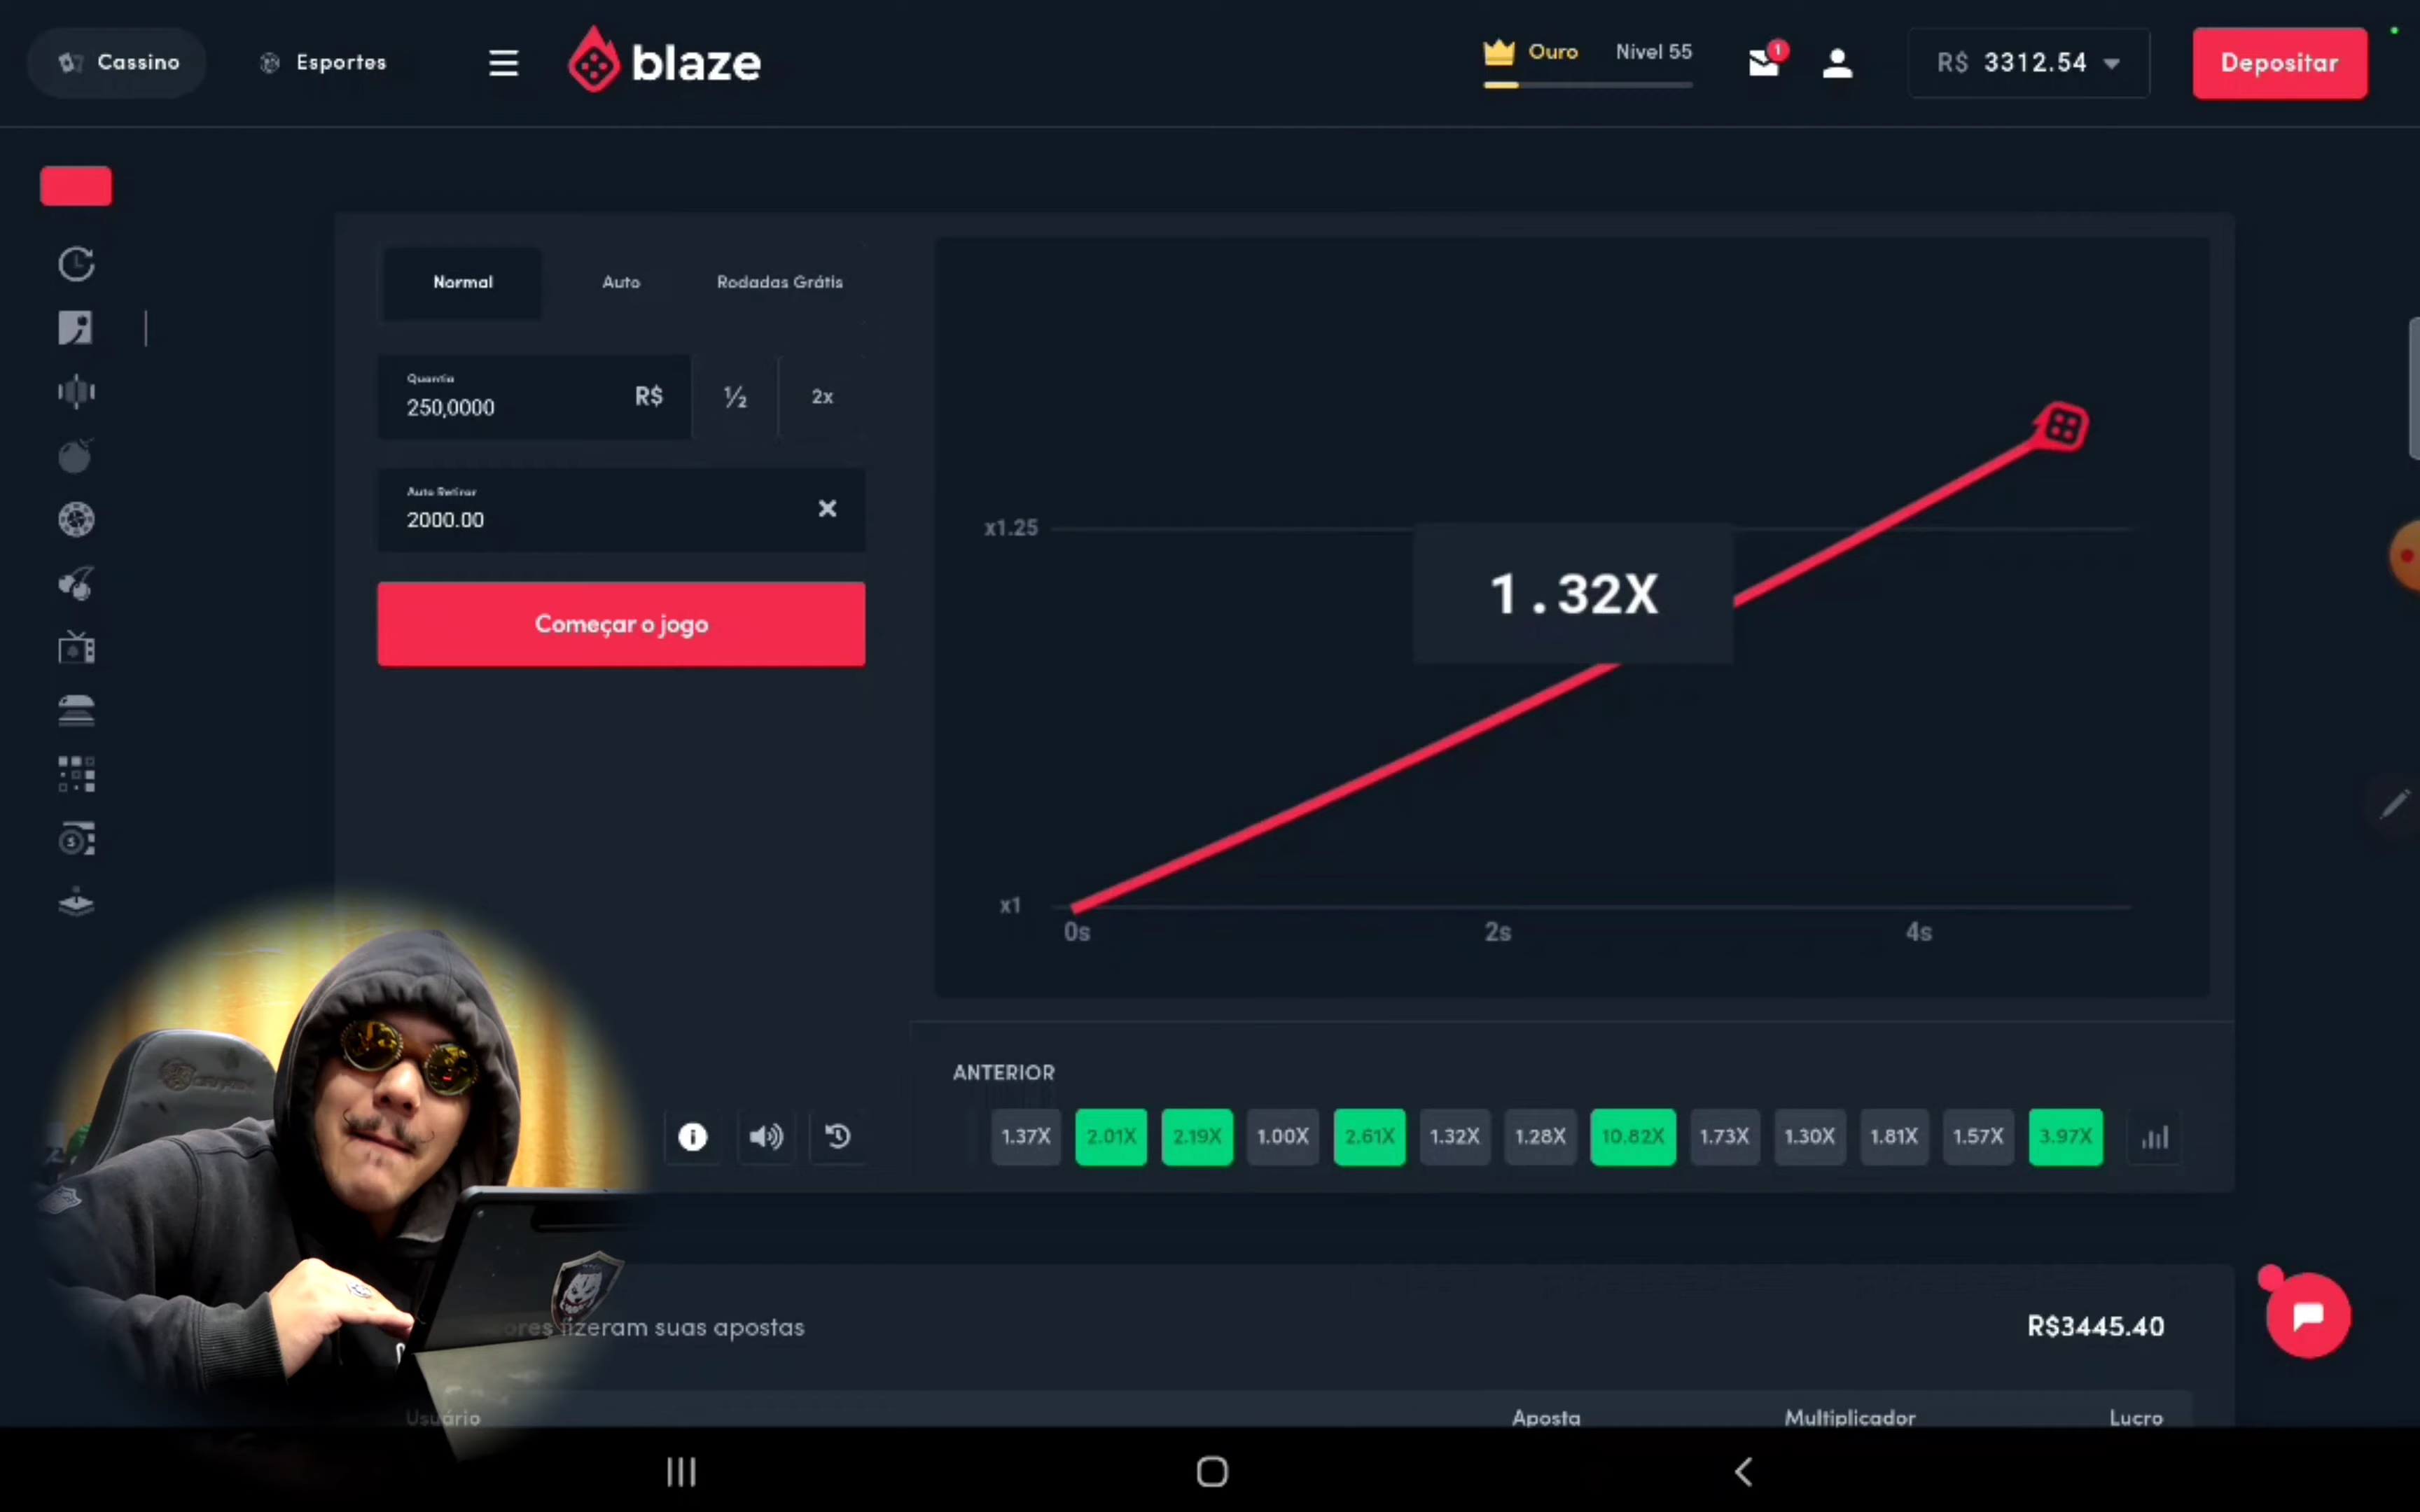 Cassino
Esportes
blaze
Ouro
Nivel 55
1
R$ 3312.54
Depositar
Normal
Auto
Rodadas Grátis
Quantia
250,0000
R$
½
2x
Auto Retirar
2000.00
Começar o jogo
x1.25
1.32X
x1
0s
2s
4s
ANTERIOR
1.37X
2.01X
2.19X
1.00X
2.61X
1.32X
1.28X
10.82X
1.73X
1.30X
1.81X
1.57X
3.97X
fizeram suas apostas
R$3445.40
Usuário
Aposta
Multiplicador
Lucro